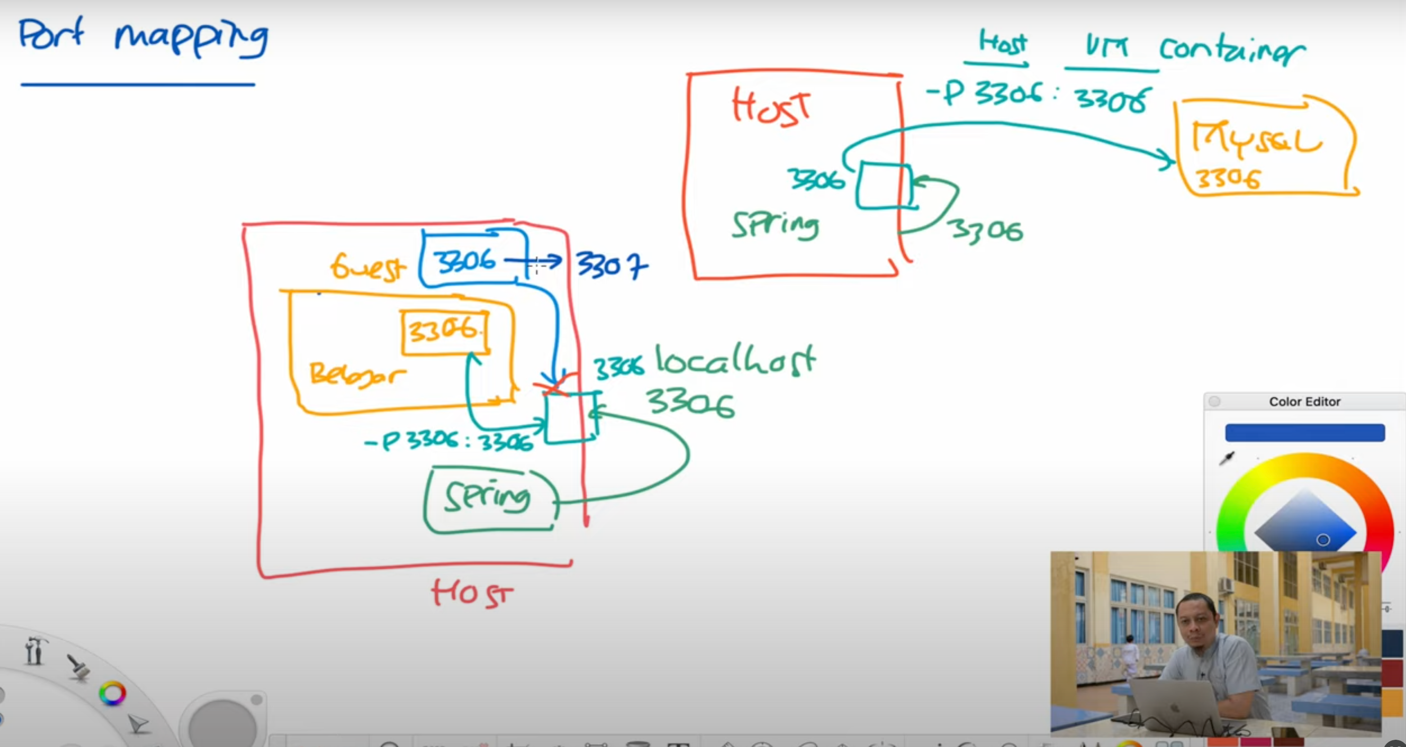 Port mapping
Host VM container
-P 3306 : 3306
HOST
MYSQL
3306
3306
Spring
3306
Guest
3306
3307
3306
Belajar
3306 localhost
3306
-P 3306 : 3306
Spring
HOST
Color Editor